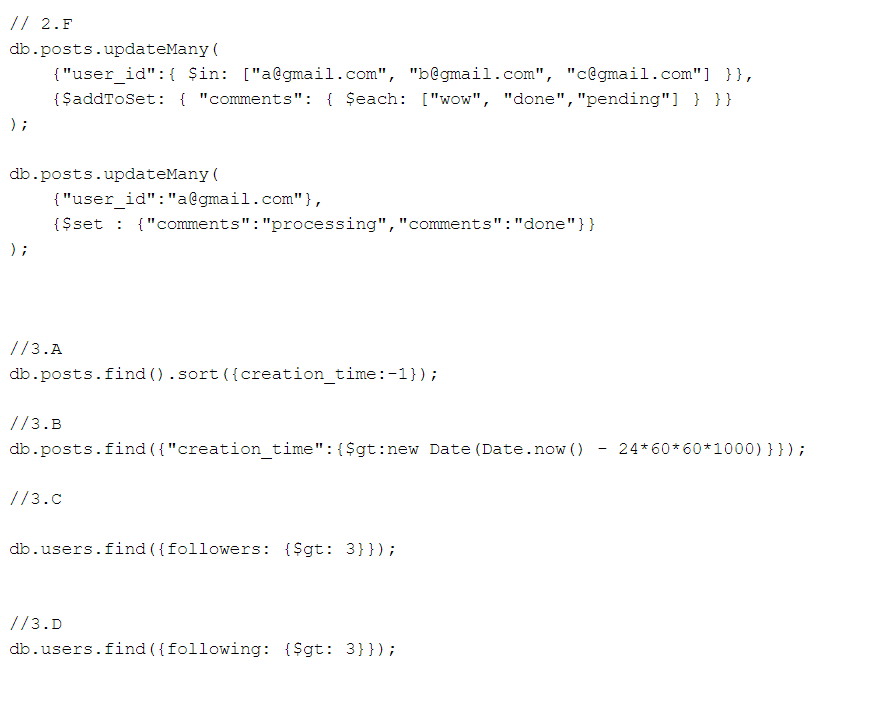 // 2.F
db.posts.updateMany(
    {"user_id":{ $in: ["a@gmail.com", "b@gmail.com", "c@gmail.com"] }},
    {$addToSet: { "comments": { $each: ["wow", "done","pending"] } }}
);
db.posts.updateMany(
    {"user_id":"a@gmail.com"},
    {$set : {"comments":"processing","comments":"done"}}
);
//3.A
db.posts.find().sort({creation_time:-1});
//3.B
db.posts.find({"creation_time":{$gt:new Date(Date.now() - 24*60*60*1000)}});
//3.C
db.users.find({followers: {$gt: 3}});
//3.D
db.users.find({following: {$gt: 3}});